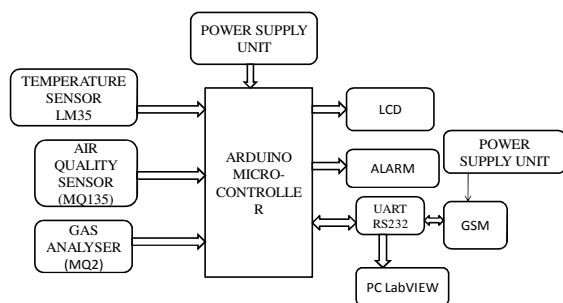 POWER SUPPLY
UNIT
TEMPERATURE
SENSOR
LM35
AIR
QUALITY
SENSOR
(MQ135)
GAS
ANALYSER
(MQ2)
ARDUINO
MICRO-
CONTROLLE
R
LCD
ALARM
UART
RS232
PC LabVIEW
POWER
SUPPLY UNIT
GSM